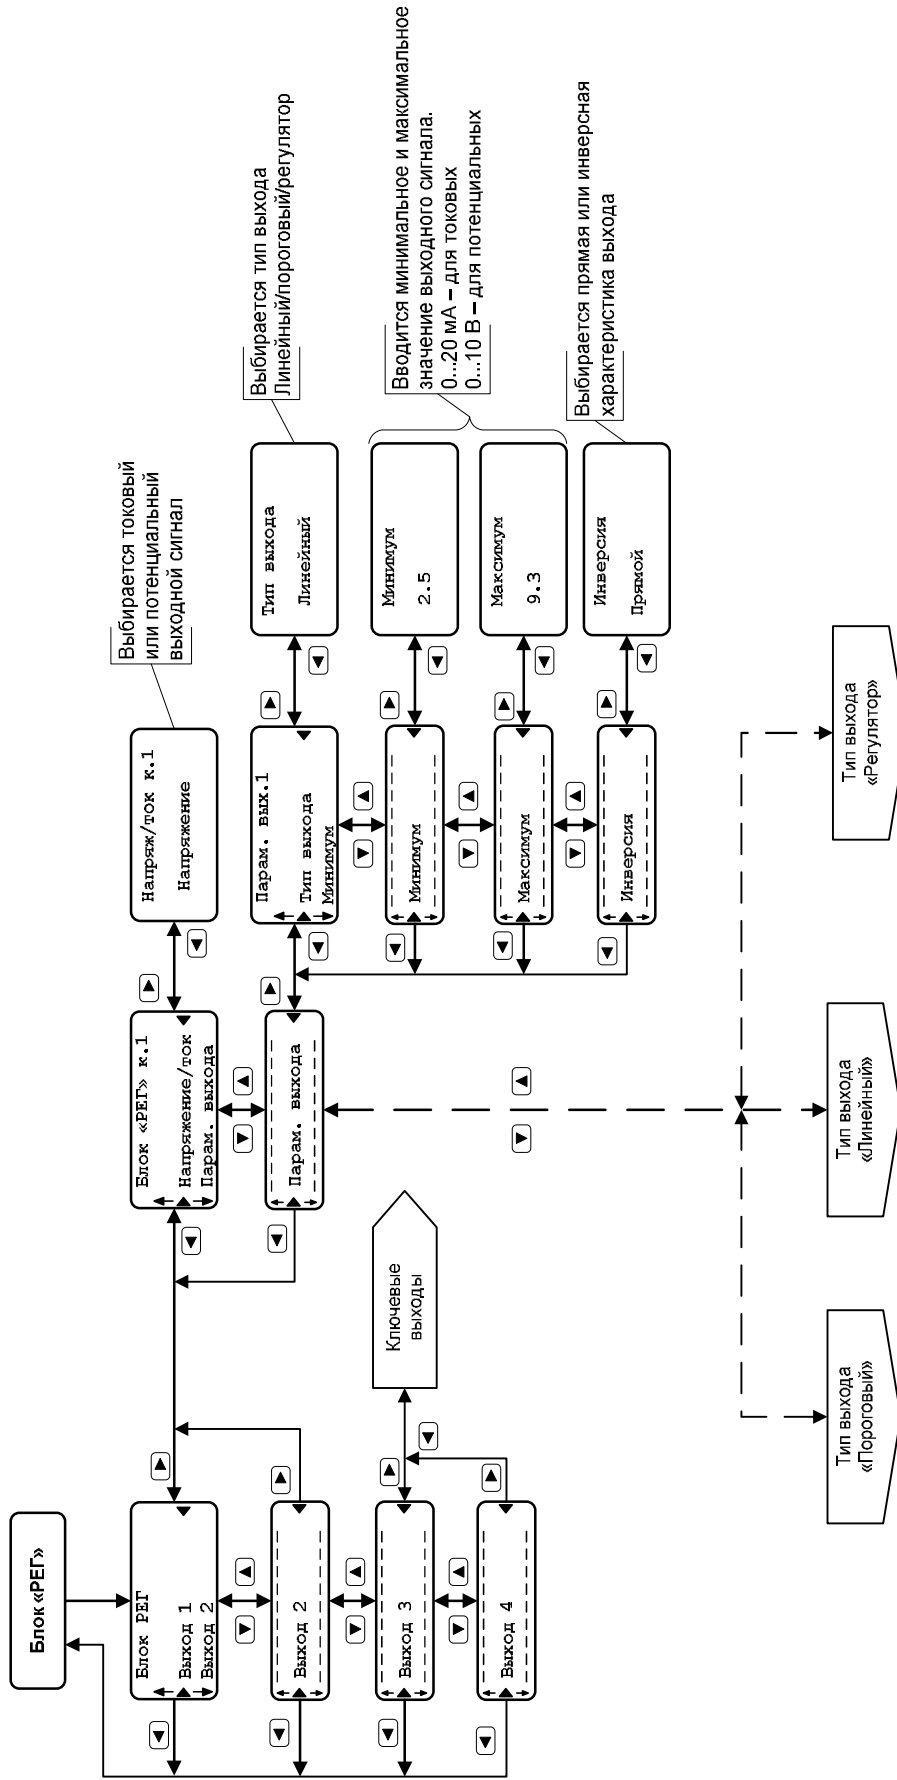 Блок «РЕГ»
Блок РЕГ
Выход 1
Выход 2
Выход 2
Выход 3
Выход 4
Ключевые
выходы
Блок «РЕГ» к.1
Напряжение/ток
Парам. выхода
Парам. выхода
Напряж/ток к.1
Напряжение
Выбирается токовый
или потенциальный
выходной сигнал
Парам. вых.1
Тип выхода
Минимум
Минимум
Максимум
Инверсия
Тип выхода
Линейный
Минимум
2.5
Максимум
9.3
Инверсия
Прямой
Выбирается тип выхода
Линейный/пороговый/регулятор
Вводится минимальное и максимальное
значение выходного сигнала.
0...20 мА – для токовых
0...10 В – для потенциальных
Выбирается прямая или инверсная
характеристика выхода
Тип выхода
«Пороговый»
Тип выхода
«Линейный»
Тип выхода
«Регулятор»